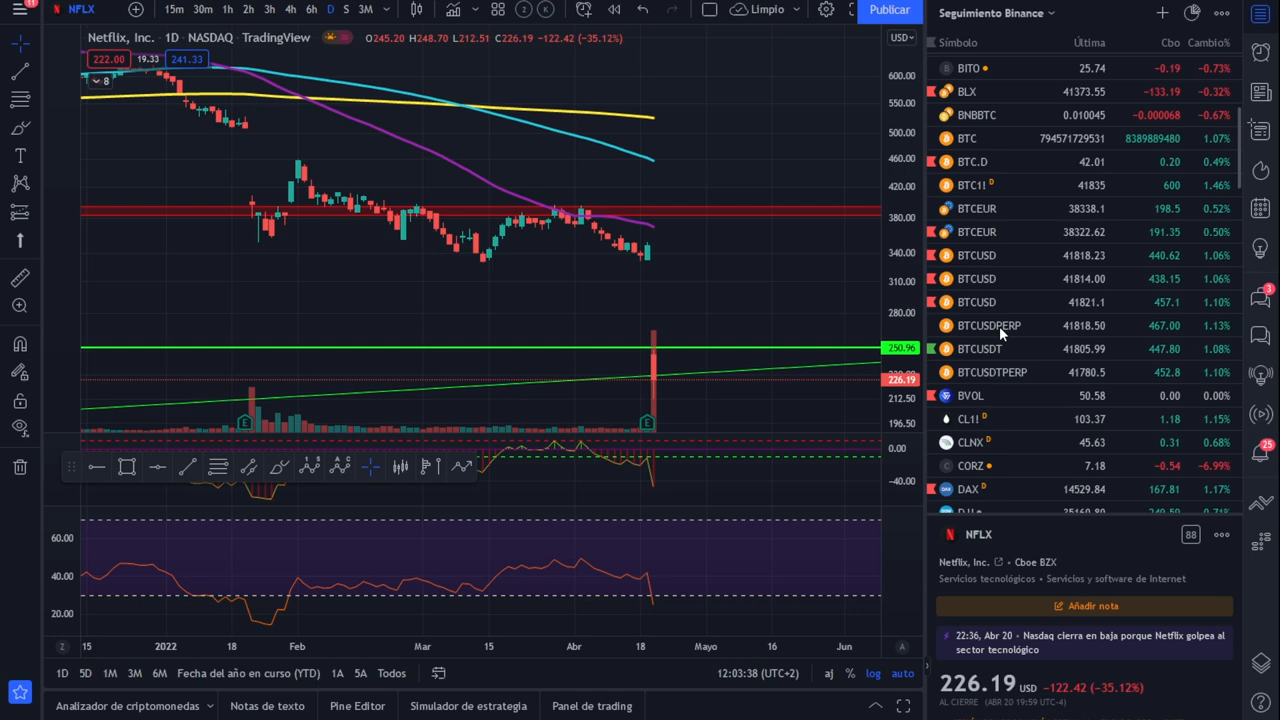 11
NFLX
15m 30m 1h 2h 3h 4h 6h D S 3M
2 K
Limpio
Publicar
Netflix, Inc. · 1D · NASDAQ · TradingView
O245.20 H248.70 L212.51 C226.19 −122.42 (−35.12%)
222.00 19.33 241.33
8
USD
600.00
550.00
500.00
460.00
420.00
380.00
340.00
310.00
280.00
250.96
226.19
212.50
196.50
E E
0.00
−40.00
60.00
40.00
20.00
Z 15 2022 18 Feb Mar 15 Abr 18 Mayo 16 Jun A
1D 5D 1M 3M 6M Fecha del año en curso (YTD) 1A 5A Todos
12:03:38 (UTC+2) aj % log auto
Analizador de criptomonedas Notas de texto Pine Editor Simulador de estrategia Panel de trading
Seguimiento Binance
Símbolo Última Cbo Cambio%
BITO 25.74 −0.19 −0.73%
BLX 41373.55 −133.19 −0.32%
BNBBTC 0.010045 −0.000068 −0.67%
BTC 794571729531 8389889480 1.07%
BTC.D 42.01 0.20 0.49%
BTC1! D 41835 600 1.46%
BTCEUR 38338.1 198.5 0.52%
BTCEUR 38322.62 191.35 0.50%
BTCUSD 41818.23 440.62 1.06%
BTCUSD 41814.00 438.15 1.06%
BTCUSD 41821.1 457.1 1.10%
BTCUSDPERP 41818.50 467.00 1.13%
BTCUSDT 41805.99 447.80 1.08%
BTCUSDTPERP 41780.5 452.8 1.10%
BVOL 50.58 0.00 0.00%
CL1! D 103.37 1.18 1.15%
CLNX D 45.63 0.31 0.68%
CORZ 7.18 −0.54 −6.99%
DAX D 14529.84 167.81 1.17%
NFLX
88
Netflix, Inc. • Cboe BZX
Servicios tecnológicos • Servicios y software de Internet
Añadir nota
22:36, Abr 20 • Nasdaq cierra en baja porque Netflix golpea al
sector tecnológico
226.19 USD −122.42 (−35.12%)
AL CIERRE (ABR 20 19:59 UTC-4)
3
25